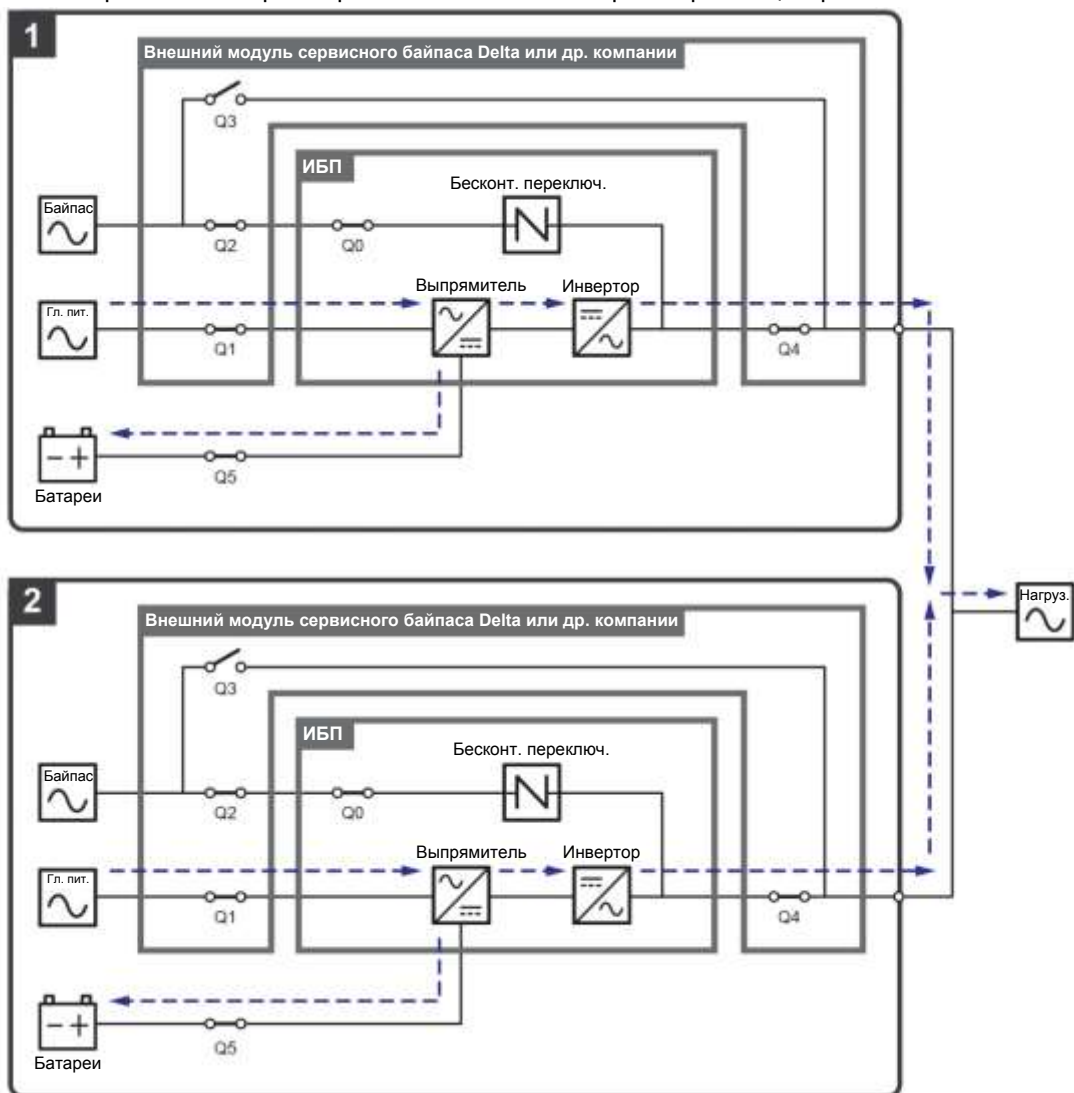 1
Внешний модуль сервисного байпаса Delta или др. компании
Q3
ИБП
Бесконт. переключ.
Байпас
Q2
Q0
Выпрямитель
Инвертор
Гл. пит.
Q1
Q4
Q5
Батареи
2
Внешний модуль сервисного байпаса Delta или др. компании
Нагруз.
Q3
ИБП
Бесконт. переключ.
Байпас
Q2
Q0
Выпрямитель
Инвертор
Гл. пит.
Q1
Q4
Q5
Батареи